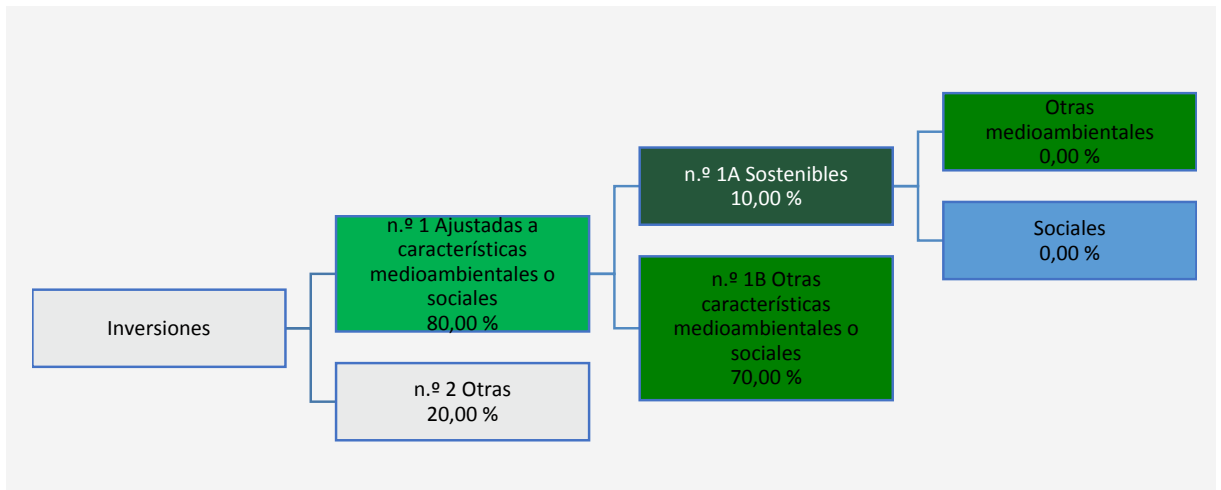 Inversiones
n.º 1 Ajustadas a
características
medioambientales o
sociales
80,00 %
n.º 2 Otras
20,00 %
n.º 1A Sostenibles
10,00 %
n.º 1B Otras
características
medioambientales o
sociales
70,00 %
Otras
medioambientales
0,00 %
Sociales
0,00 %